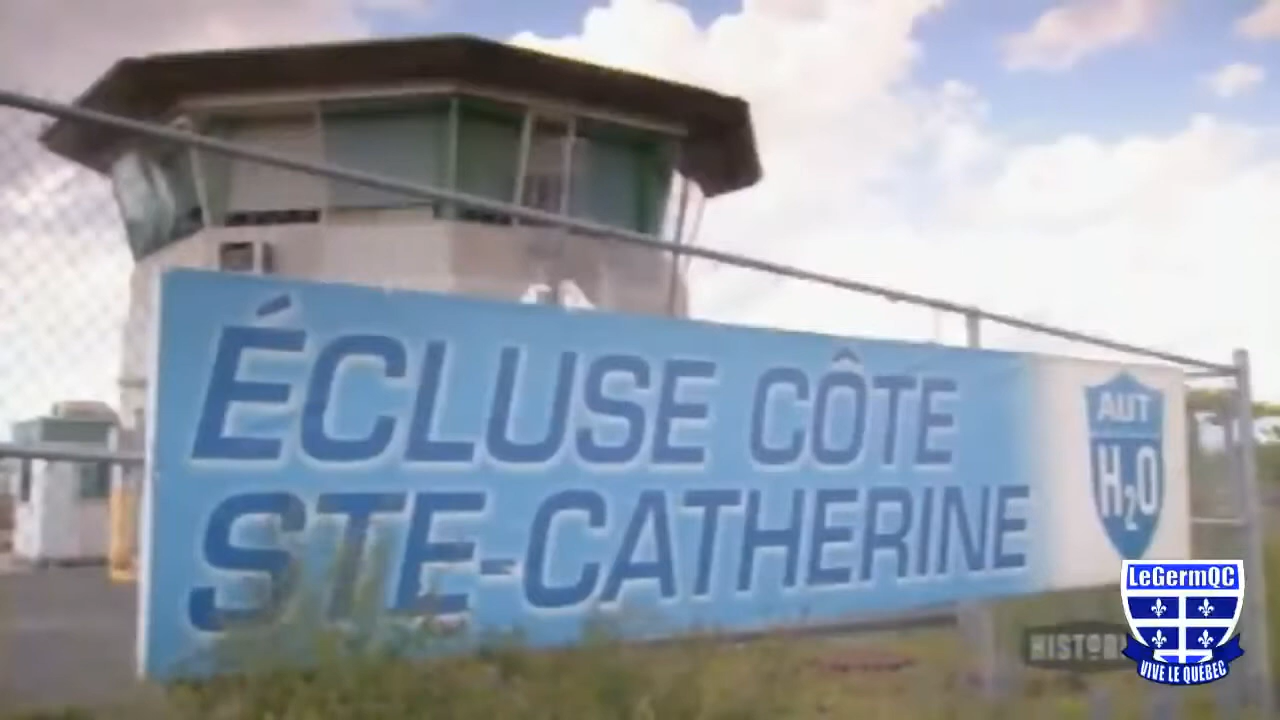 ÉCLUSE CÔTE
STE-CATHERINE
AUT
H₂O
LeGermQC
VIVE LE QUÉBEC